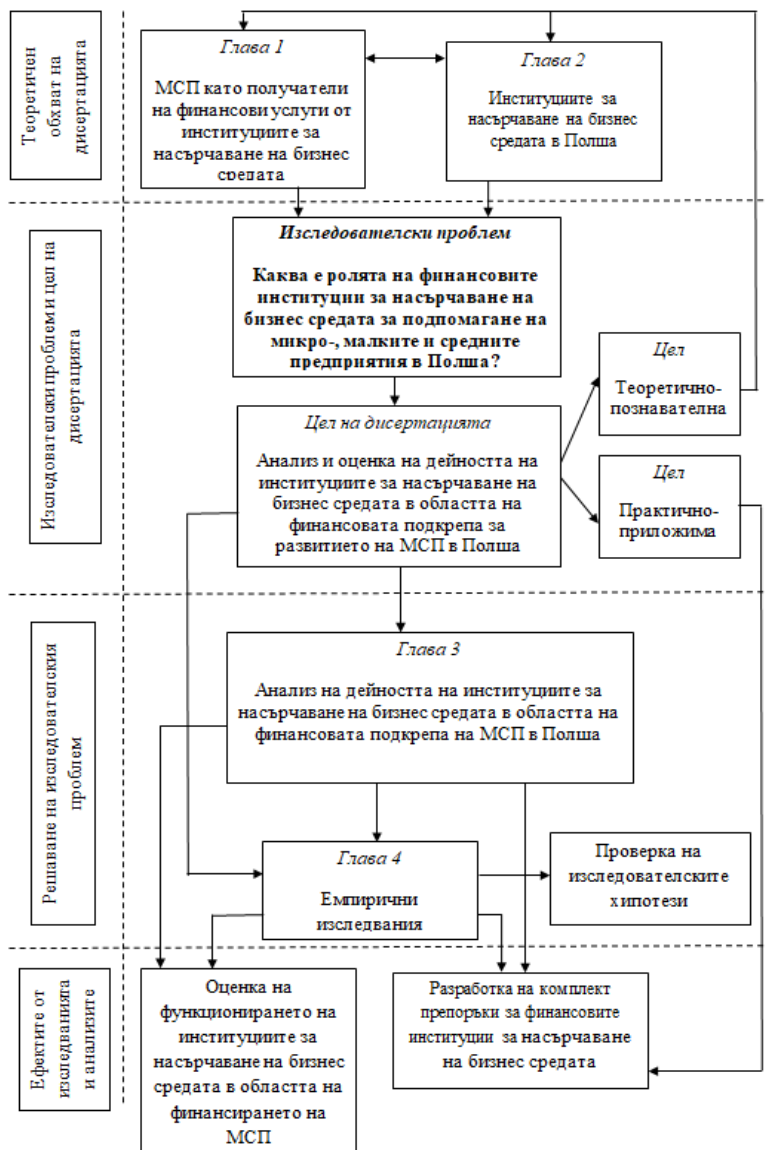 Теоретичен
обхват на
дисертацията
Глава 1
МСП като получатели
на финансови услуги от
институциите за
насърчаване на бизнес
средата
Глава 2
Институциите за
насърчаване на бизнес
средата в Полша
Изследователски проблем и цел на
дисертацията
Изследователски проблем
Каква е ролята на финансовите
институции за насърчаване на
бизнес средата за подпомагане на
микро-, малките и средните
предприятия в Полша?
Цел на дисертацията
Анализ и оценка на дейността на
институциите за насърчаване на
бизнес средата в областта на
финансовата подкрепа за
развитието на МСП в Полша
Цел
Теоретично-
познавателна
Цел
Практично-
приложима
Решаване на изследователския
проблем
Глава 3
Анализ на дейността на институциите за
насърчаване на бизнес средата в областта на
финансовата подкрепа на МСП в Полша
Глава 4
Емпирични
изследвания
Проверка на
изследователските
хипотези
Ефектите от
изследванията
и анализите
Оценка на
функционирането на
институциите за
насърчаване на бизнес
средата в областта на
финансирането на
МСП
Разработка на комплект
препоръки за финансовите
институции за насърчаване
на бизнес средата